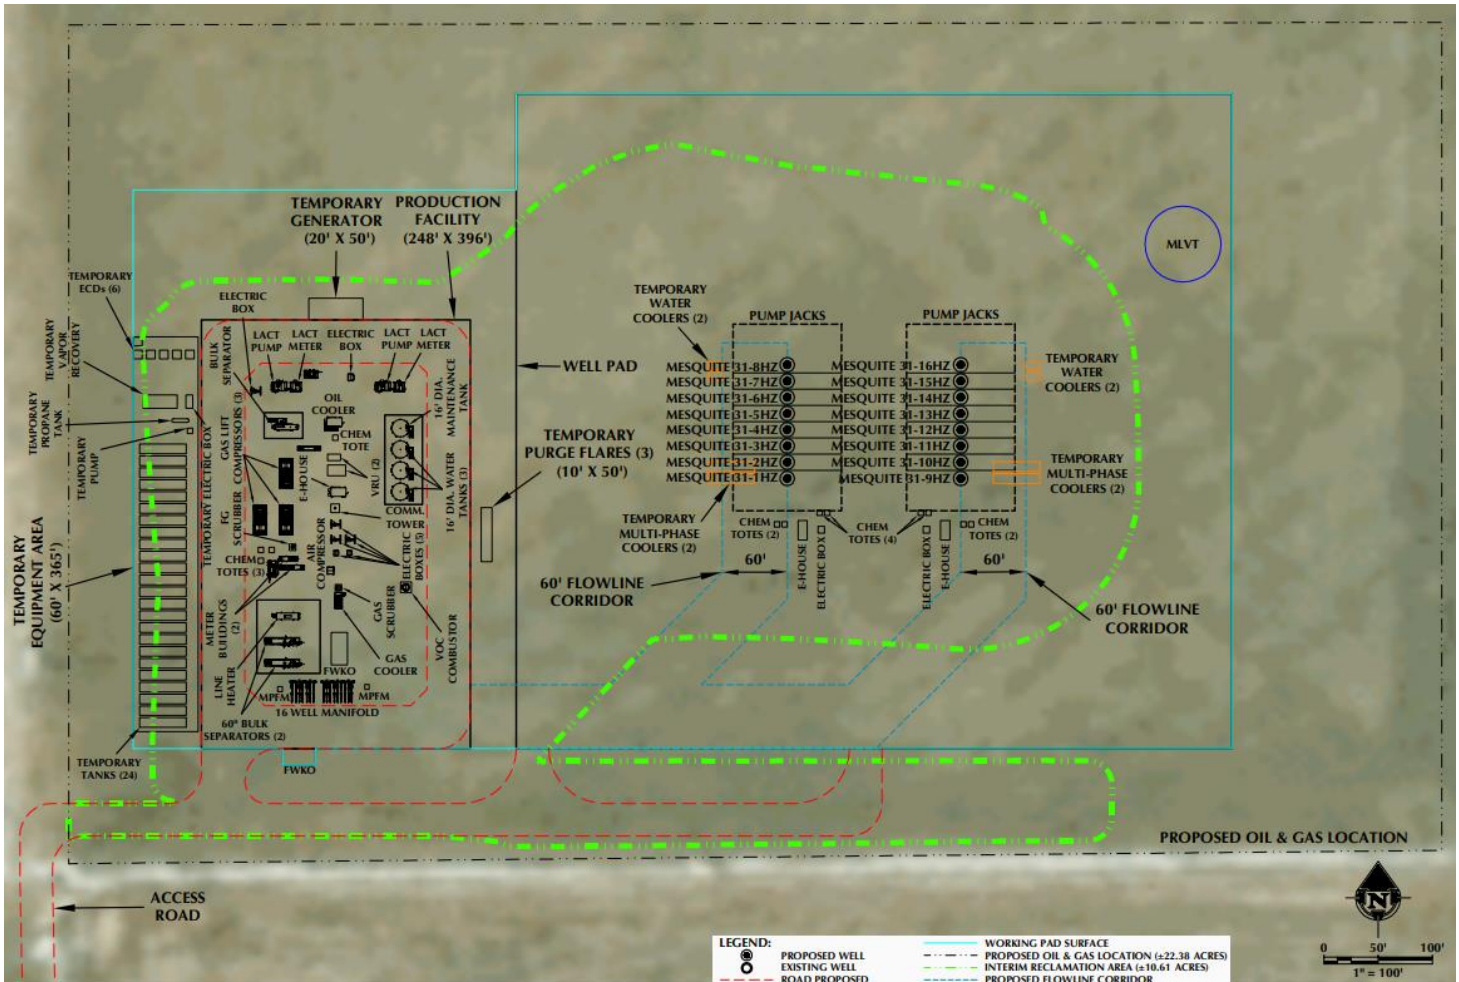 TEMPORARY
GENERATOR
(20' X 50')
PRODUCTION
FACILITY
(248' X 396')
TEMPORARY
ECDs (6)
ELECTRIC
BOX
TEMPORARY
VAPOR
RECOVERY
BULK
SEPARATOR
LACT
PUMP
LACT
METER
ELECTRIC
BOX
LACT
PUMP
LACT
METER
WELL PAD
TEMPORARY
PROPANE
TANK
TEMPORARY
PUMP
GAS LIFT
COMPRESSORS (3)
OIL
COOLER
CHEM
TOTE
16' DIA.
MAINTENANCE
TANK
TEMPORARY
PURGE FLARES (3)
(10' X 50')
TEMPORARY ELECTRIC BOX
E-HOUSE
VRU (2)
16' DIA. WATER
TANKS (3)
COMM.
TOWER
FG
SCRUBBER
AIR
COMPRESSOR
ELECTRIC
BOXES (5)
CHEM
TOTES (3)
TEMPORARY
EQUIPMENT AREA
(60' X 365')
METER
BUILDINGS
(2)
GAS
SCRUBBER
VOC
COMBUSTOR
LINE
HEATER
FWKO
GAS
COOLER
MPFM
MPFM
16 WELL MANIFOLD
60" BULK
SEPARATORS (2)
TEMPORARY
TANKS (24)
FWKO
TEMPORARY
WATER
COOLERS (2)
PUMP JACKS
PUMP JACKS
MLVT
MESQUITE 31-8HZ
MESQUITE 31-7HZ
MESQUITE 31-6HZ
MESQUITE 31-5HZ
MESQUITE 31-4HZ
MESQUITE 31-3HZ
MESQUITE 31-2HZ
MESQUITE 31-1HZ
MESQUITE 31-16HZ
MESQUITE 31-15HZ
MESQUITE 31-14HZ
MESQUITE 31-13HZ
MESQUITE 31-12HZ
MESQUITE 31-11HZ
MESQUITE 31-10HZ
MESQUITE 31-9HZ
TEMPORARY
WATER
COOLERS (2)
TEMPORARY
MULTI-PHASE
COOLERS (2)
TEMPORARY
MULTI-PHASE
COOLERS (2)
CHEM
TOTES (2)
CHEM
TOTES (4)
CHEM
TOTES (2)
60'
E-HOUSE
ELECTRIC BOX
ELECTRIC BOX
E-HOUSE
60'
60' FLOWLINE
CORRIDOR
60' FLOWLINE
CORRIDOR
PROPOSED OIL & GAS LOCATION
ACCESS
ROAD
N
0 50' 100'
1" = 100'
LEGEND:
PROPOSED WELL
EXISTING WELL
ROAD PROPOSED
WORKING PAD SURFACE
PROPOSED OIL & GAS LOCATION (±22.38 ACRES)
INTERIM RECLAMATION AREA (±10.61 ACRES)
PROPOSED FLOWLINE CORRIDOR